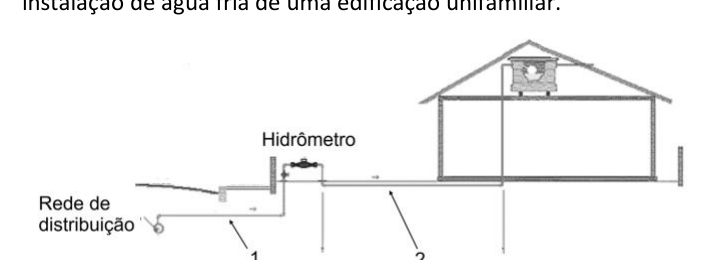 instalação de água fria de uma edificação unifamiliar.
Hidrômetro
Rede de
distribuição
1
2